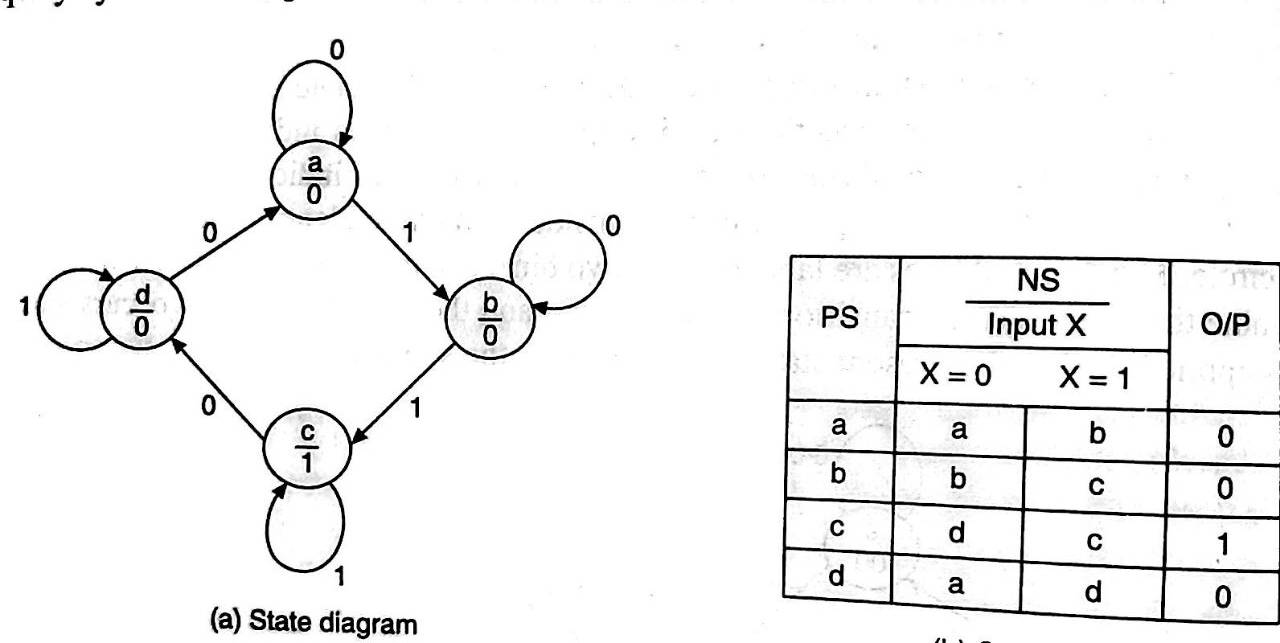 0
a
0
0
1
0
1
d
0
b
0
0
1
c
1
1
(a) State diagram
PS
NS
Input X
O/P
X = 0 X = 1
a a b 0
b b c 0
c d c 1
d a d 0